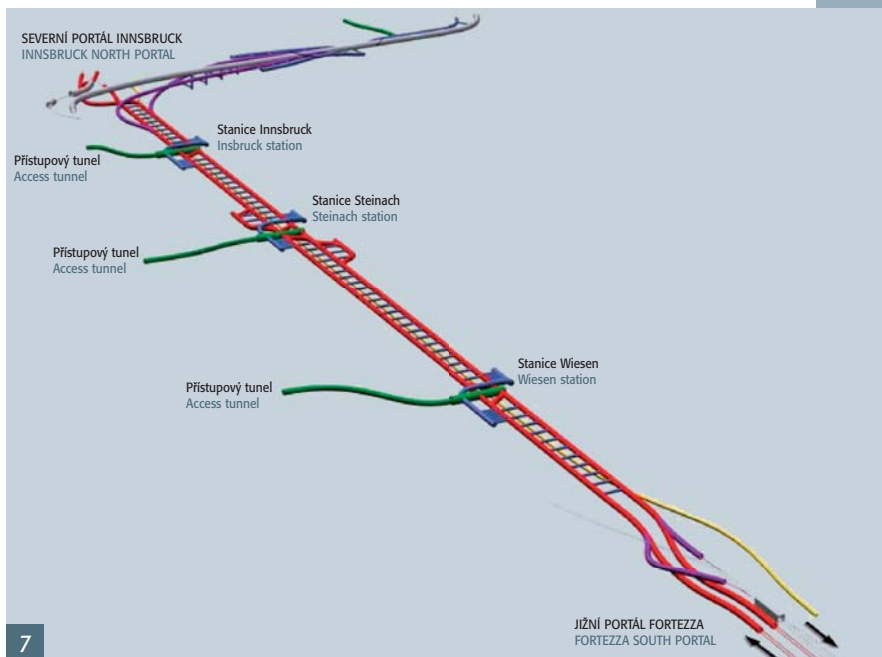 SEVERNÍ PORTÁL INNSBRUCK
INNSBRUCK NORTH PORTAL
Stanice Innsbruck
Insbruck station
Přístupový tunel
Access tunnel
Stanice Steinach
Steinach station
Přístupový tunel
Access tunnel
Stanice Wiesen
Wiesen station
Přístupový tunel
Access tunnel
JIŽNÍ PORTÁL FORTEZZA
FORTEZZA SOUTH PORTAL
7